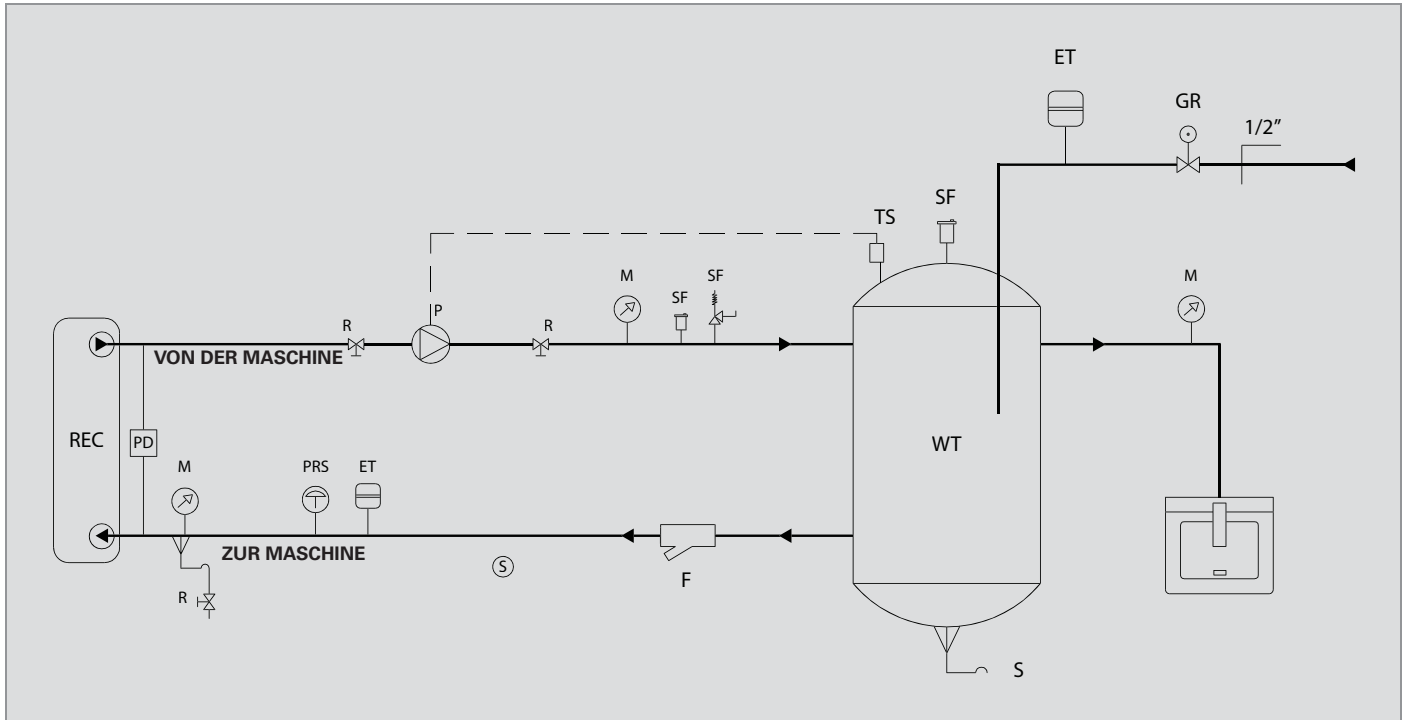 ET
GR
1/2”
SF
TS
M
SF
SF
M
P
R
R
VON DER MASCHINE
REC
PD
WT
M
PRS
ET
ZUR MASCHINE
S
F
R
S